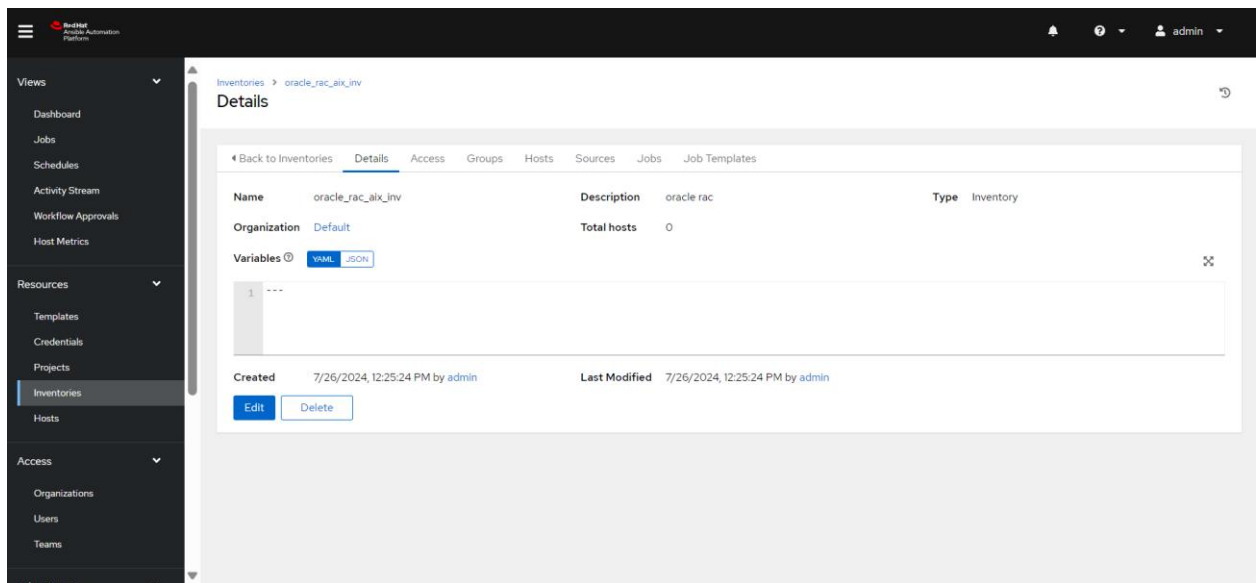 Red Hat
Ansible Automation
Platform
admin
Views
Dashboard
Jobs
Schedules
Activity Stream
Workflow Approvals
Host Metrics
Resources
Templates
Credentials
Projects
Inventories
Hosts
Access
Organizations
Users
Teams
Inventories > oracle_rac_aix_inv
Details
Back to Inventories Details Access Groups Hosts Sources Jobs Job Templates
Name oracle_rac_aix_inv Description oracle rac Type Inventory
Organization Default Total hosts 0
Variables YAML JSON
1 ---
Created 7/26/2024, 12:25:24 PM by admin Last Modified 7/26/2024, 12:25:24 PM by admin
Edit Delete